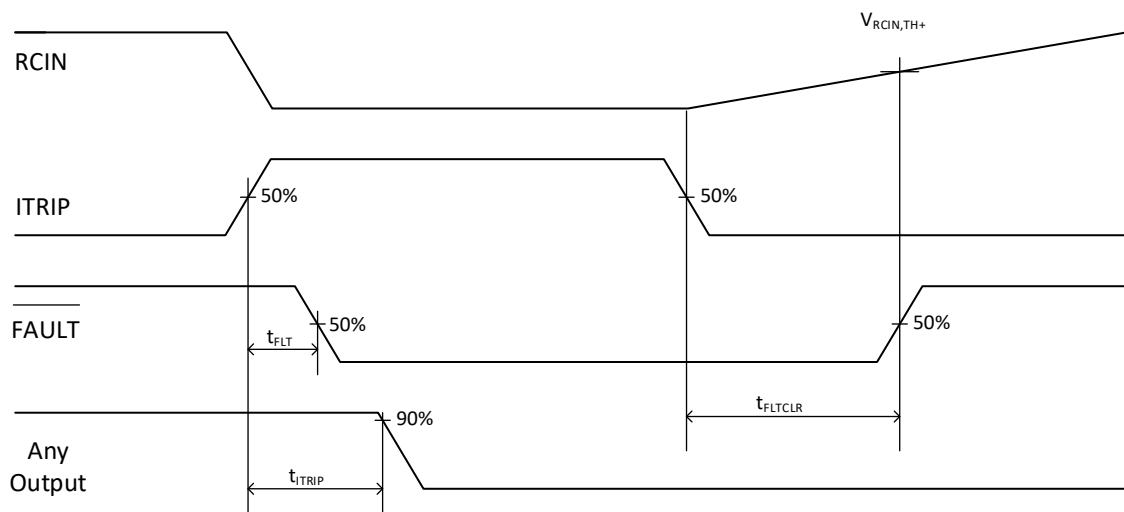 V_RCIN,TH+
RCIN
ITRIP
50%
50%
FAULT
50%
50%
t_FLT
t_FLTCLR
90%
Any
Output
t_ITRIP